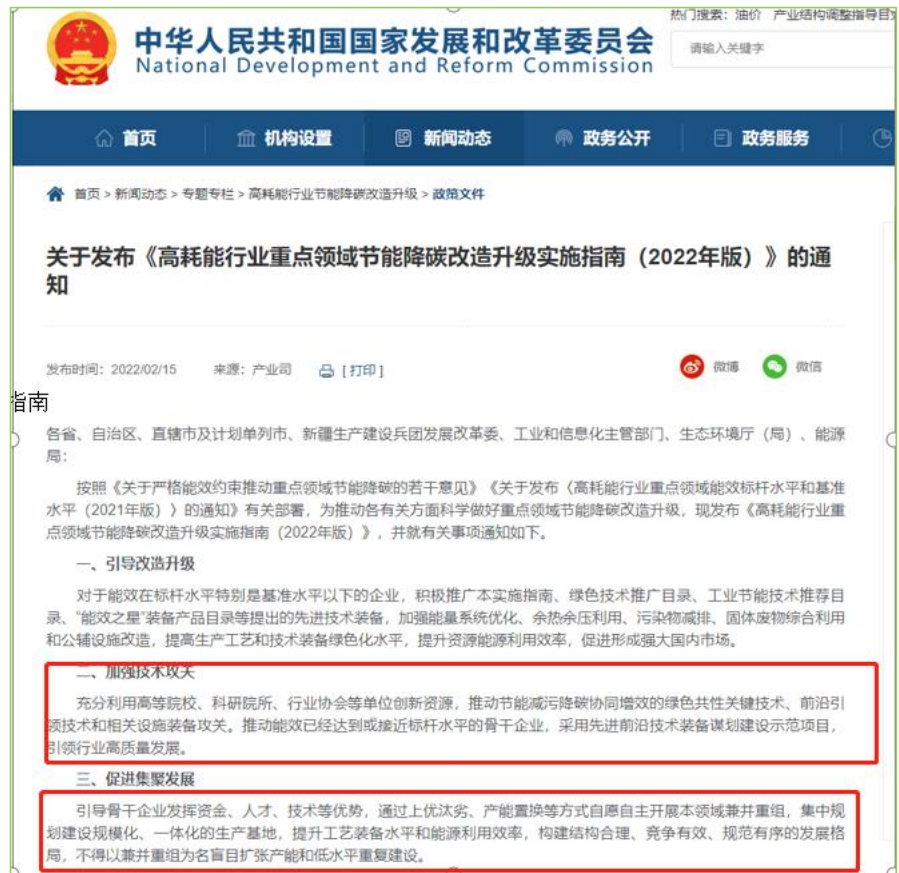 热门搜索：油价 产业结构调整指导目
中华人民共和国国家发展和改革委员会
National Development and Reform Commission
请输入关键字
首页 机构设置 新闻动态 政务公开 政务服务
首页 > 新闻动态 > 专题专栏 > 高耗能行业节能降碳改造升级 > 政策文件
关于发布《高耗能行业重点领域节能降碳改造升级实施指南（2022年版）》的通
知
发布时间：2022/02/15 来源：产业司 [打印] 微博 微信
指南
各省、自治区、直辖市及计划单列市、新疆生产建设兵团发展改革委、工业和信息化主管部门、生态环境厅（局）、能源
局：
按照《关于严格能效约束推动重点领域节能降碳的若干意见》《关于发布〈高耗能行业重点领域能效标杆水平和基准
水平（2021年版）〉的通知》有关部署，为推动各有关方面科学做好重点领域节能降碳改造升级，现发布《高耗能行业重
点领域节能降碳改造升级实施指南（2022年版）》，并就有关事项通知如下。
一、引导改造升级
对于能效在标杆水平特别是基准水平以下的企业，积极推广本实施指南、绿色技术推广目录、工业节能技术推荐目
录、“能效之星”装备产品目录等提出的先进技术装备，加强能量系统优化、余热余压利用、污染物减排、固体废物综合利用
和公辅设施改造，提高生产工艺和技术装备绿色化水平，提升资源能源利用效率，促进形成强大国内市场。
二、加强技术攻关
充分利用高等院校、科研院所、行业协会等单位创新资源，推动节能减污降碳协同增效的绿色共性关键技术、前沿引
领技术和相关设施装备攻关。推动能效已经达到或接近标杆水平的骨干企业，采用先进前沿技术装备谋划建设示范项目，
引领行业高质量发展。
三、促进集聚发展
引导骨干企业发挥资金、人才、技术等优势，通过上优汰劣、产能置换等方式自愿自主开展本领域兼并重组，集中规
划建设规模化、一体化的生产基地，提升工艺装备水平和能源利用效率，构建结构合理、竞争有效、规范有序的发展格
局，不得以兼并重组为名盲目扩张产能和低水平重复建设。